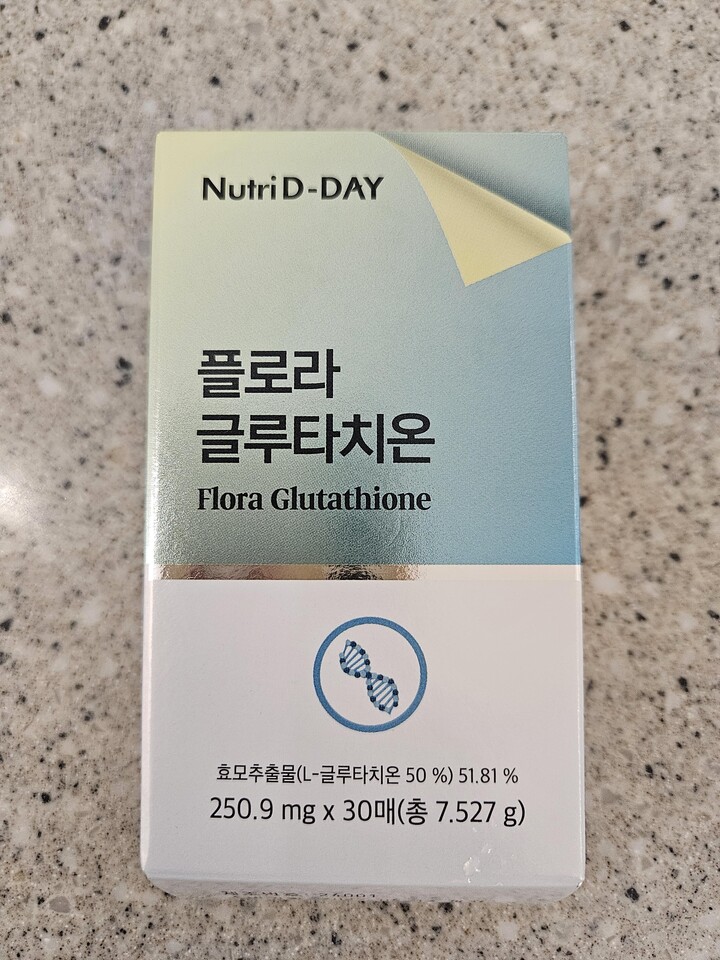 Nutri D-DAY
플로라
글루타치온
Flora Glutathione
효모추출물(L-글루타치온 50 %) 51.81 %
250.9 mg x 30매(총 7.527 g)